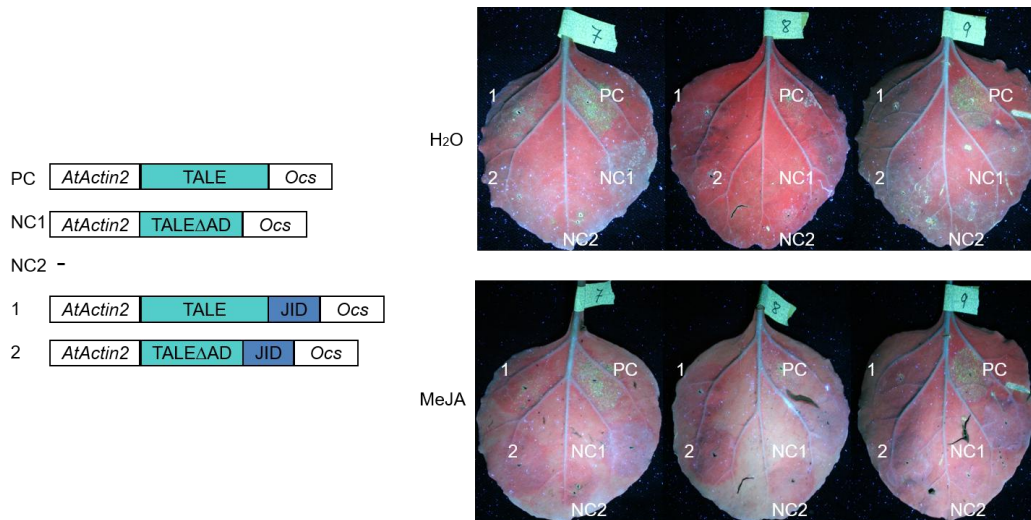 PC AtActin2 TALE Ocs
NC1 AtActin2 TALEΔAD Ocs
NC2 -
1 AtActin2 TALE JID Ocs
2 AtActin2 TALEΔAD JID Ocs
H₂O
7
1 PC
2 NC1
NC2
8
1 PC
2 NC1
NC2
9
1 PC
2 NC1
NC2
MeJA
7
1 PC
2 NC1
NC2
8
1 PC
2 NC1
NC2
9
1 PC
2 NC1
NC2